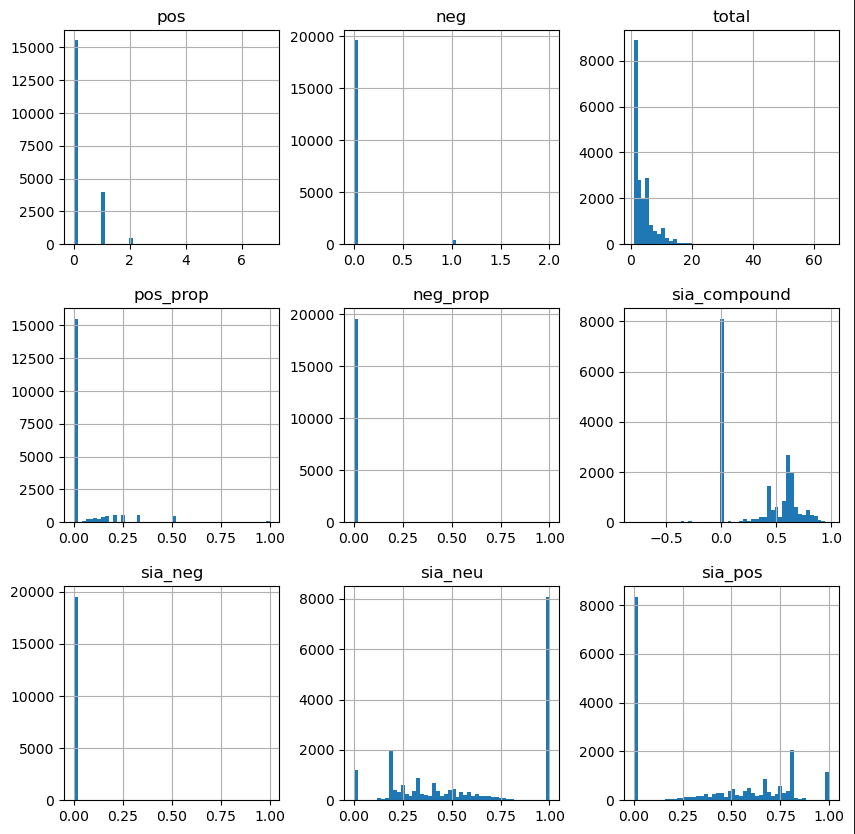 pos neg total
15000 20000 8000
12500 15000 6000
10000 10000 4000
7500 5000 2000
5000 0 0
2500
0
0 2 4 6 0.0 0.5 1.0 1.5 2.0 0 20 40 60
pos_prop neg_prop sia_compound
15000 20000 8000
12500 15000 6000
10000 10000 4000
7500 5000 2000
5000 0 0
2500
0
0.00 0.25 0.50 0.75 1.00 0.00 0.25 0.50 0.75 1.00 −0.5 0.0 0.5 1.0
sia_neg sia_neu sia_pos
20000 8000 8000
15000 6000 6000
10000 4000 4000
5000 2000 2000
0 0 0
0.00 0.25 0.50 0.75 1.00 0.00 0.25 0.50 0.75 1.00 0.00 0.25 0.50 0.75 1.00